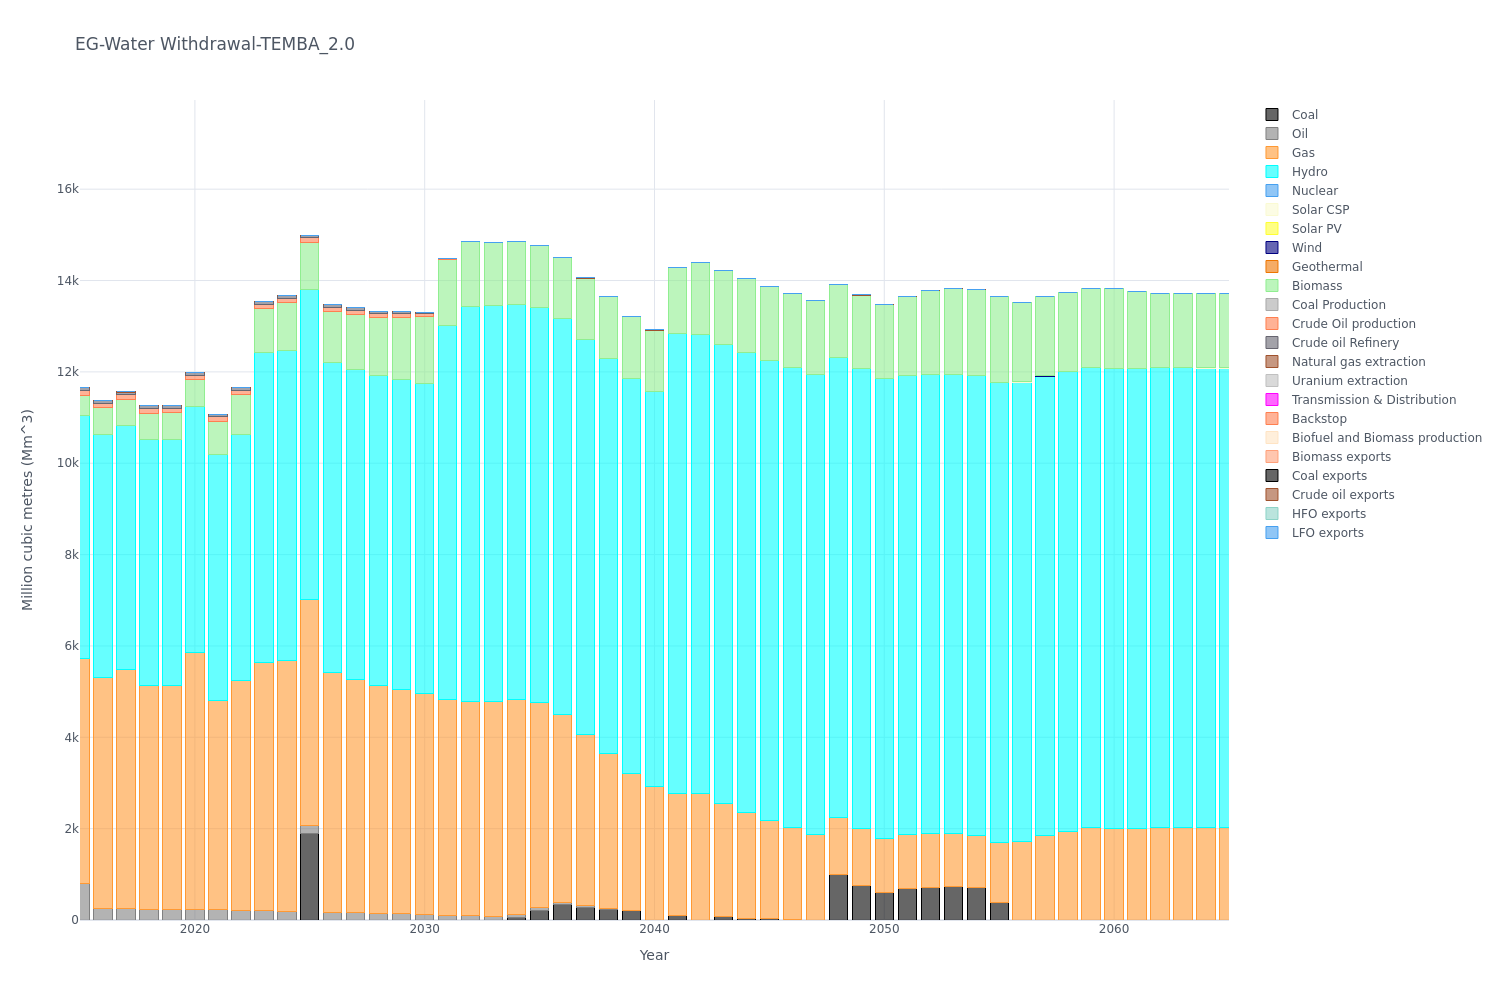 EG-Water Withdrawal-TEMBA_2.0
Million cubic metres (Mm^3)
16k
14k
12k
10k
8k
6k
4k
2k
0
2020
2030
2040
2050
2060
Year
Coal
Oil
Gas
Hydro
Nuclear
Solar CSP
Solar PV
Wind
Geothermal
Biomass
Coal Production
Crude Oil production
Crude oil Refinery
Natural gas extraction
Uranium extraction
Transmission & Distribution
Backstop
Biofuel and Biomass production
Biomass exports
Coal exports
Crude oil exports
HFO exports
LFO exports